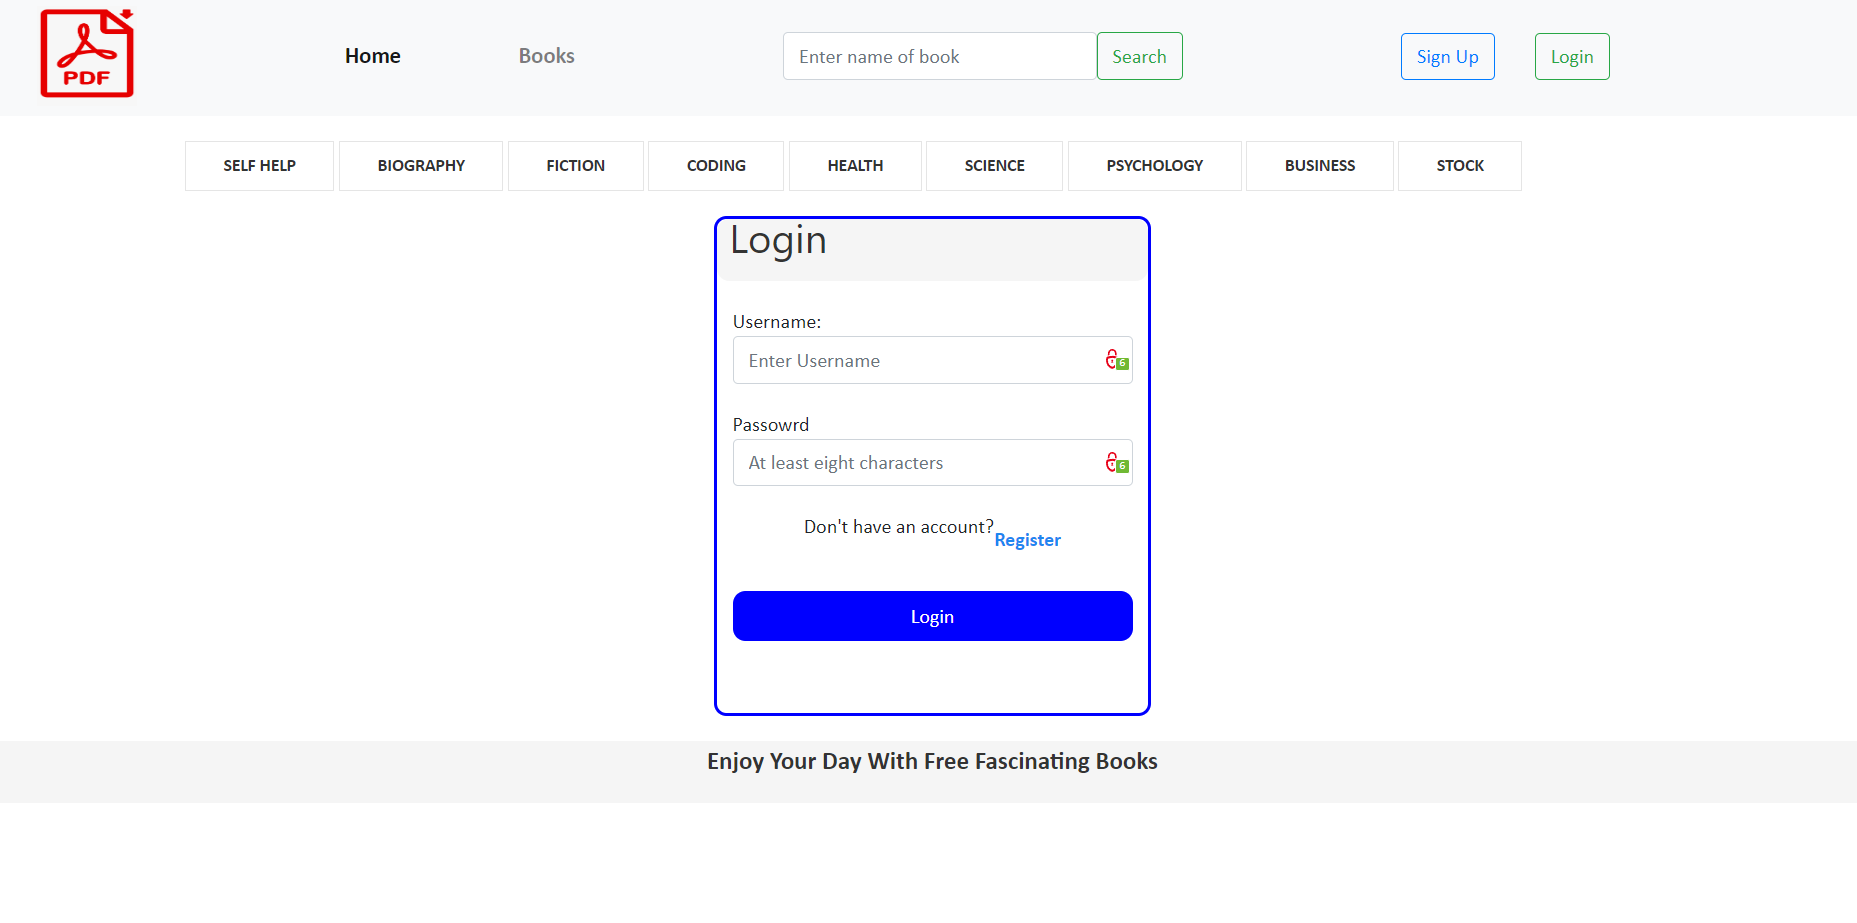 PDF
Home Books Enter name of book Search Sign Up Login
SELF HELP BIOGRAPHY FICTION CODING HEALTH SCIENCE PSYCHOLOGY BUSINESS STOCK
Login
Username:
Enter Username 6
Passowrd
At least eight characters 6
Don't have an account? Register
Login
Enjoy Your Day With Free Fascinating Books